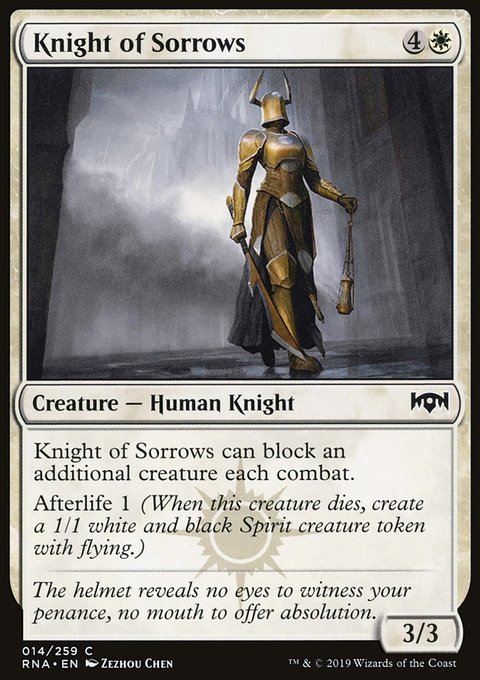 Knight of Sorrows 4
Creature — Human Knight
Knight of Sorrows can block an
additional creature each combat.
Afterlife 1 (When this creature dies, create
a 1/1 white and black Spirit creature token
with flying.)
The helmet reveals no eyes to witness your
penance, no mouth to offer absolution.
3/3
014/259 C
RNA • EN Zezhou Chen
™ & © 2019 Wizards of the Coast